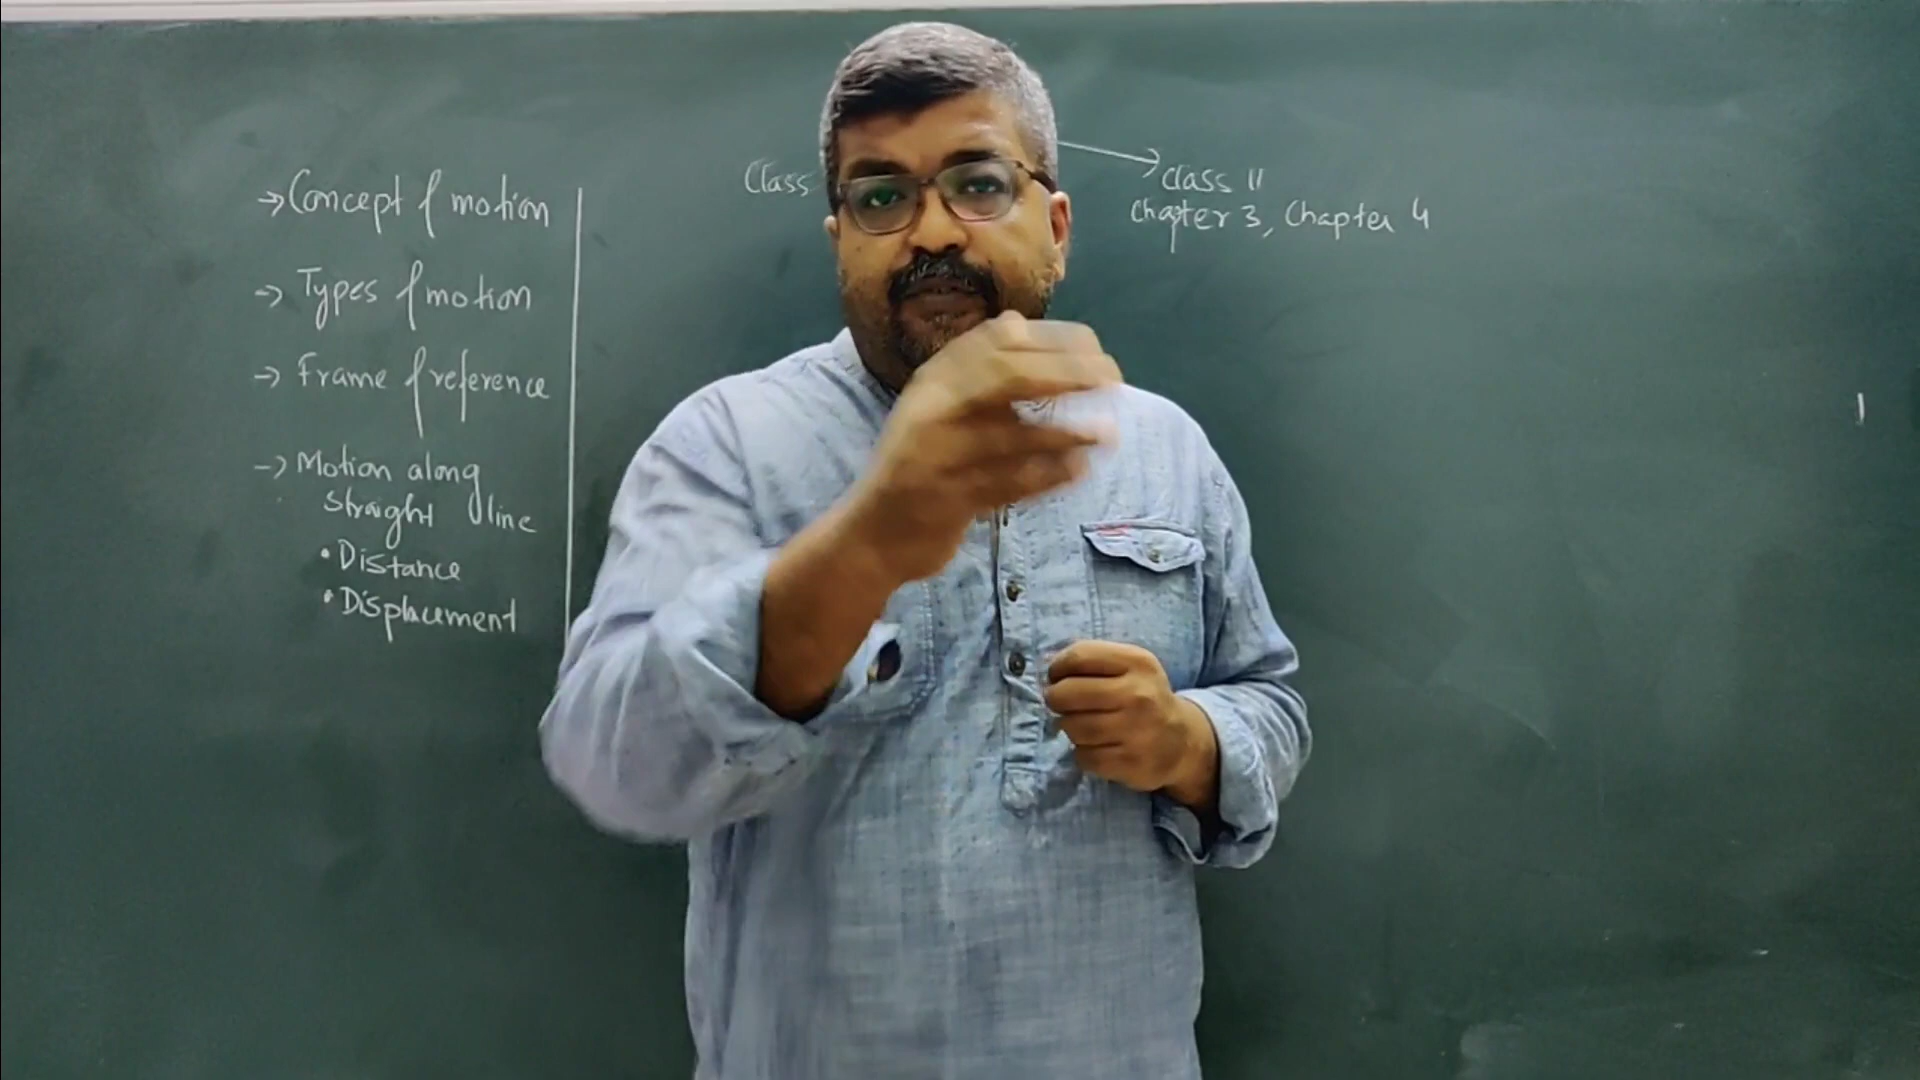 → Concept of motion
→ Types of motion
→ Frame of reference
→ Motion along
straight line
• Distance
• Displacement
Class
→ class 11
Chapter 3, Chapter 4